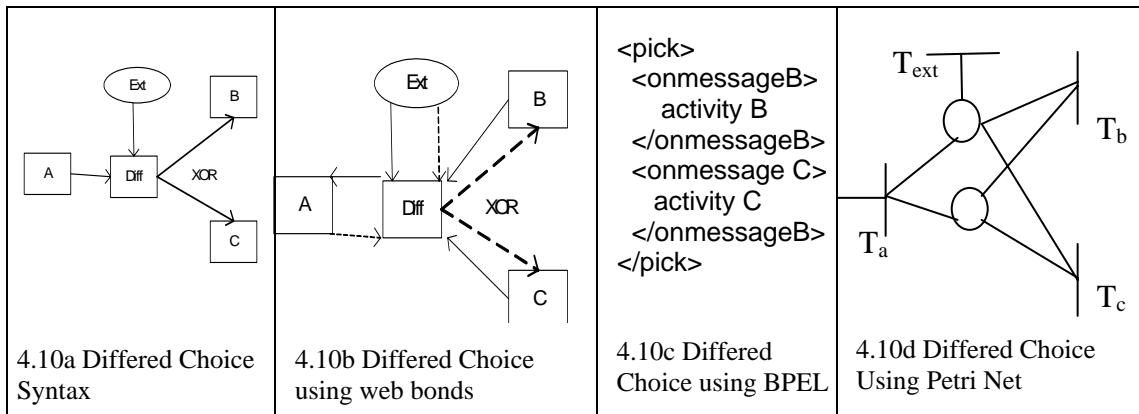 Ext
B
A
Diff
XOR
C
4.10a Differed Choice
Syntax
Ext
B
A
Diff
XOR
C
4.10b Differed Choice
using web bonds
<pick>
<onmessageB>
activity B
</onmessageB>
<onmessage C>
activity C
</onmessageB>
</pick>
4.10c Differed
Choice using BPEL
Text
Tb
Ta
Tc
4.10d Differed Choice
Using Petri Net